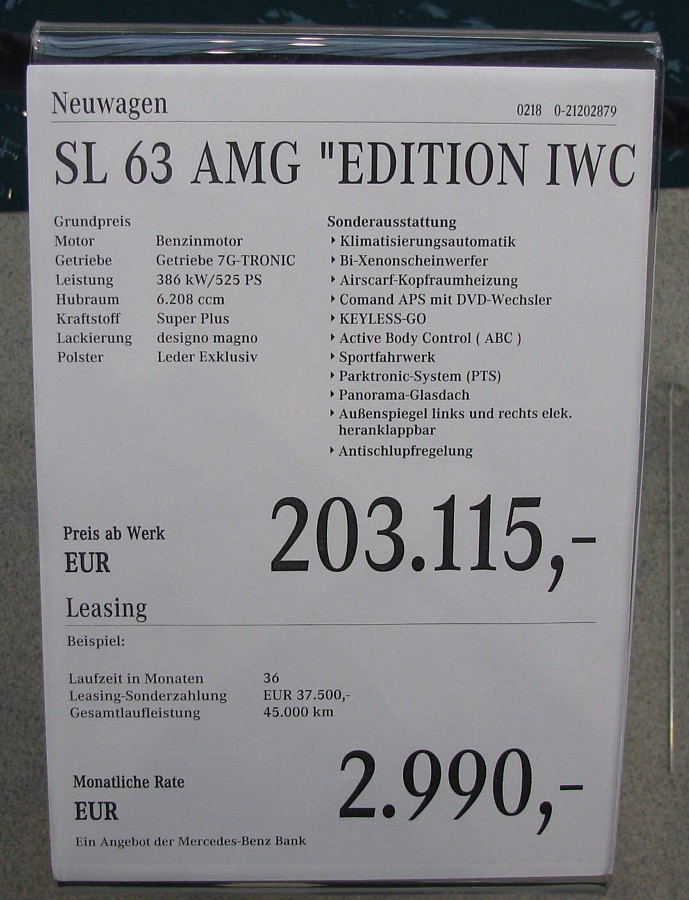 Neuwagen 0218 0-21202879
SL 63 AMG "EDITION IWC
Grundpreis
Motor Benzinmotor
Getriebe Getriebe 7G-TRONIC
Leistung 386 kW/525 PS
Hubraum 6.208 ccm
Kraftstoff Super Plus
Lackierung designo magno
Polster Leder Exklusiv
Sonderausstattung
Klimatisierungsautomatik
Bi-Xenonscheinwerfer
Airscarf-Kopfraumheizung
Comand APS mit DVD-Wechsler
KEYLESS-GO
Active Body Control ( ABC )
Sportfahrwerk
Parktronic-System (PTS)
Panorama-Glasdach
Außenspiegel links und rechts elek.
heranklappbar
Antischlupfregelung
Preis ab Werk
EUR 203.115,-
Leasing
Beispiel:
Laufzeit in Monaten 36
Leasing-Sonderzahlung EUR 37.500,-
Gesamtlaufleistung 45.000 km
Monatliche Rate
EUR 2.990,-
Ein Angebot der Mercedes-Benz Bank